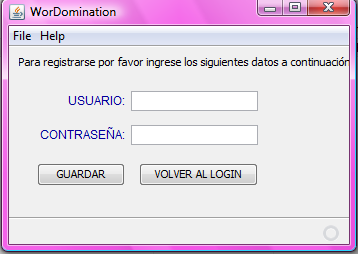 WorDomination
File Help
Para registrarse por favor ingrese los siguientes datos a continuación
USUARIO:
CONTRASEÑA:
GUARDAR VOLVER AL LOGIN